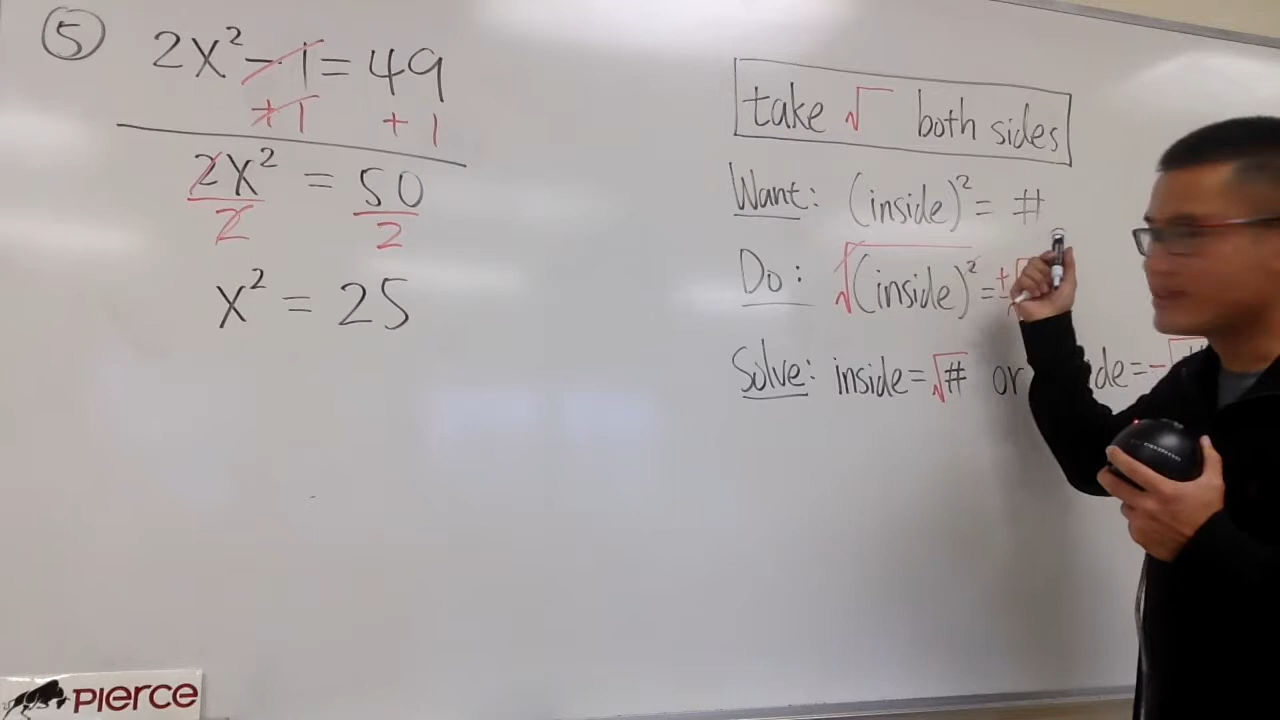 ⑤ 2x² - 1 = 49
+1 +1
2x² = 50
2 2
x² = 25
take √ both sides
Want: (inside)² = #
Do: √(inside)² = ±√
Solve: inside = √# or = -√#
PIERCE